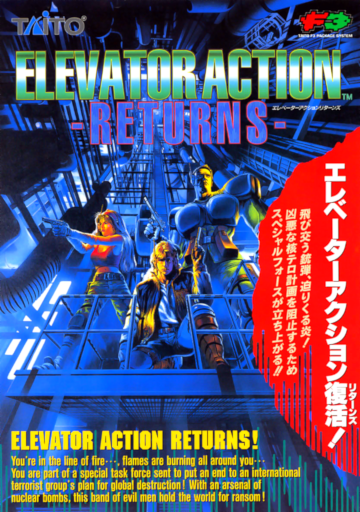 TAITO
F3
TAITO F3 PACKAGE SYSTEM
ELEVATOR ACTION
-RETURNS-
TM
エレベーターアクションリターンズ
エレベーターアクション復活!
リターンズ
飛び交う銃弾、迫りくる炎!
凶悪な核テロ計画を阻止するため
スペシャルフォースが立ち上がる!!
ELEVATOR ACTION RETURNS!
You're in the line of fire···, flames are burning all around you···
You are part of a special task force sent to put an end to an international
terrorist group's plan for global destruction! With an arsenal of
nuclear bombs, this band of evil men hold the world for ransom!